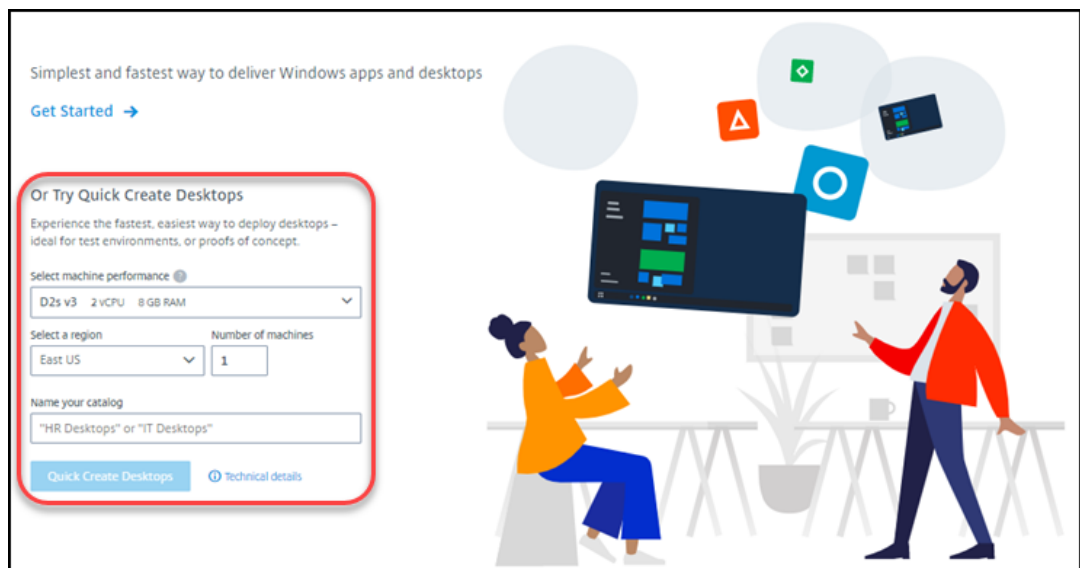 Simplest and fastest way to deliver Windows apps and desktops
Get Started →
Or Try Quick Create Desktops
Experience the fastest, easiest way to deploy desktops –
ideal for test environments, or proofs of concept.
Select machine performance ?
D2s v3 2 vCPU 8 GB RAM
Select a region Number of machines
East US 1
Name your catalog
"HR Desktops" or "IT Desktops"
Quick Create Desktops Technical details